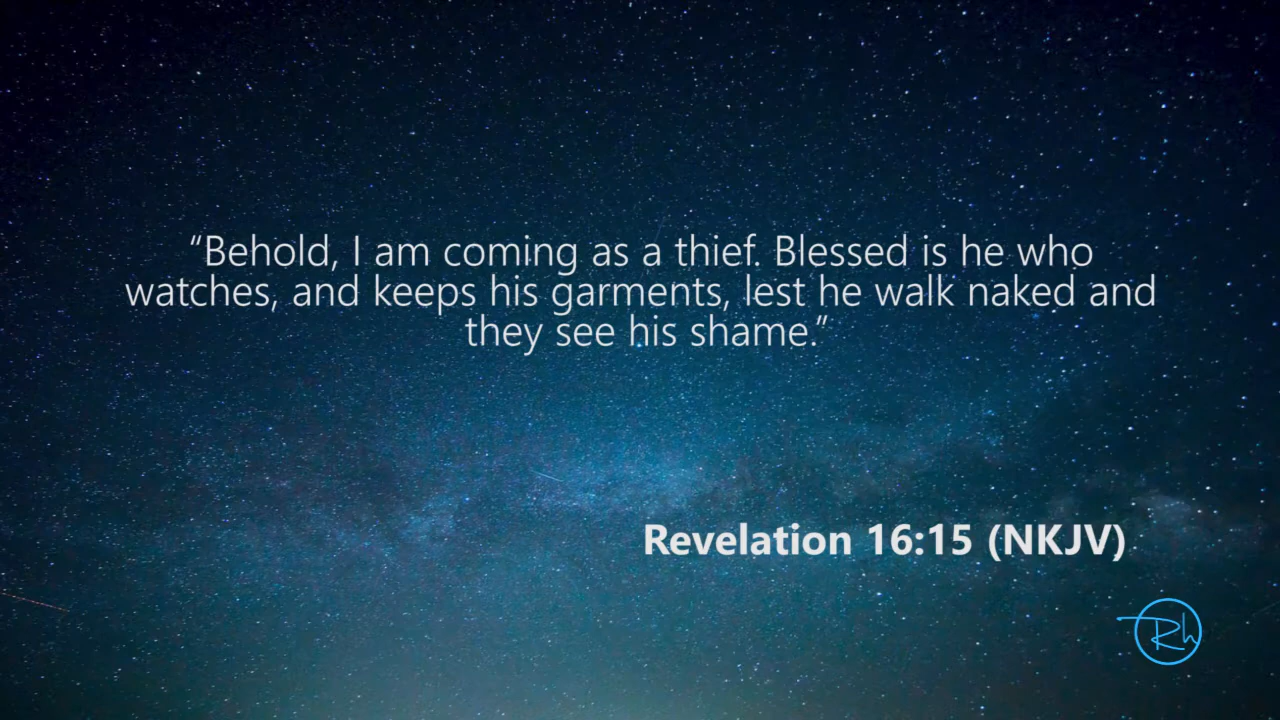 “Behold, I am coming as a thief. Blessed is he who
watches, and keeps his garments, lest he walk naked and
they see his shame.”
Revelation 16:15 (NKJV)
Rh